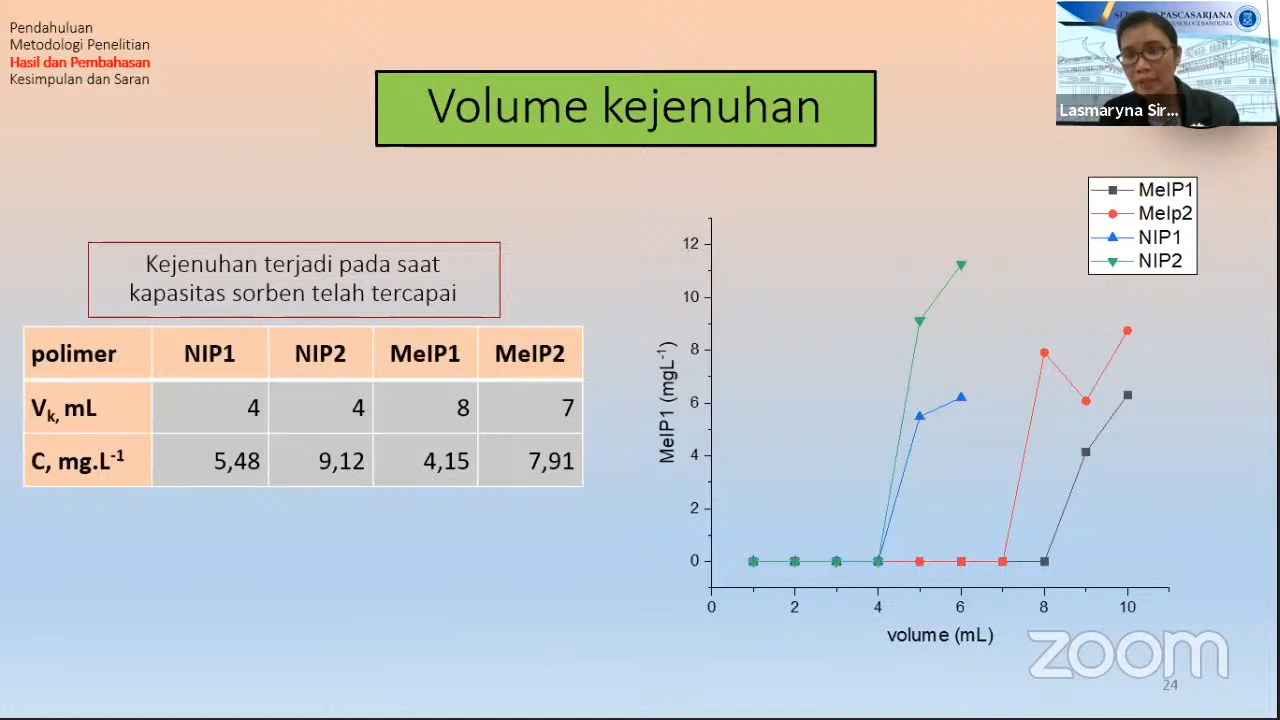 Pendahuluan
Metodologi Penelitian
Hasil dan Pembahasan
Kesimpulan dan Saran
PASCASARJANA
Lasmaryna Sir...
Volume kejenuhan
Kejenuhan terjadi pada saat
kapasitas sorben telah tercapai
polimer NIP1 NIP2 MeIP1 MeIP2
Vk, mL 4 4 8 7
C, mg.L-1 5,48 9,12 4,15 7,91
MeIP1
MeIp2
NIP1
NIP2
12
10
8
6
4
2
0
MeIP1 (mgL-1)
0 2 4 6 8 10
volume (mL)
zoom
24